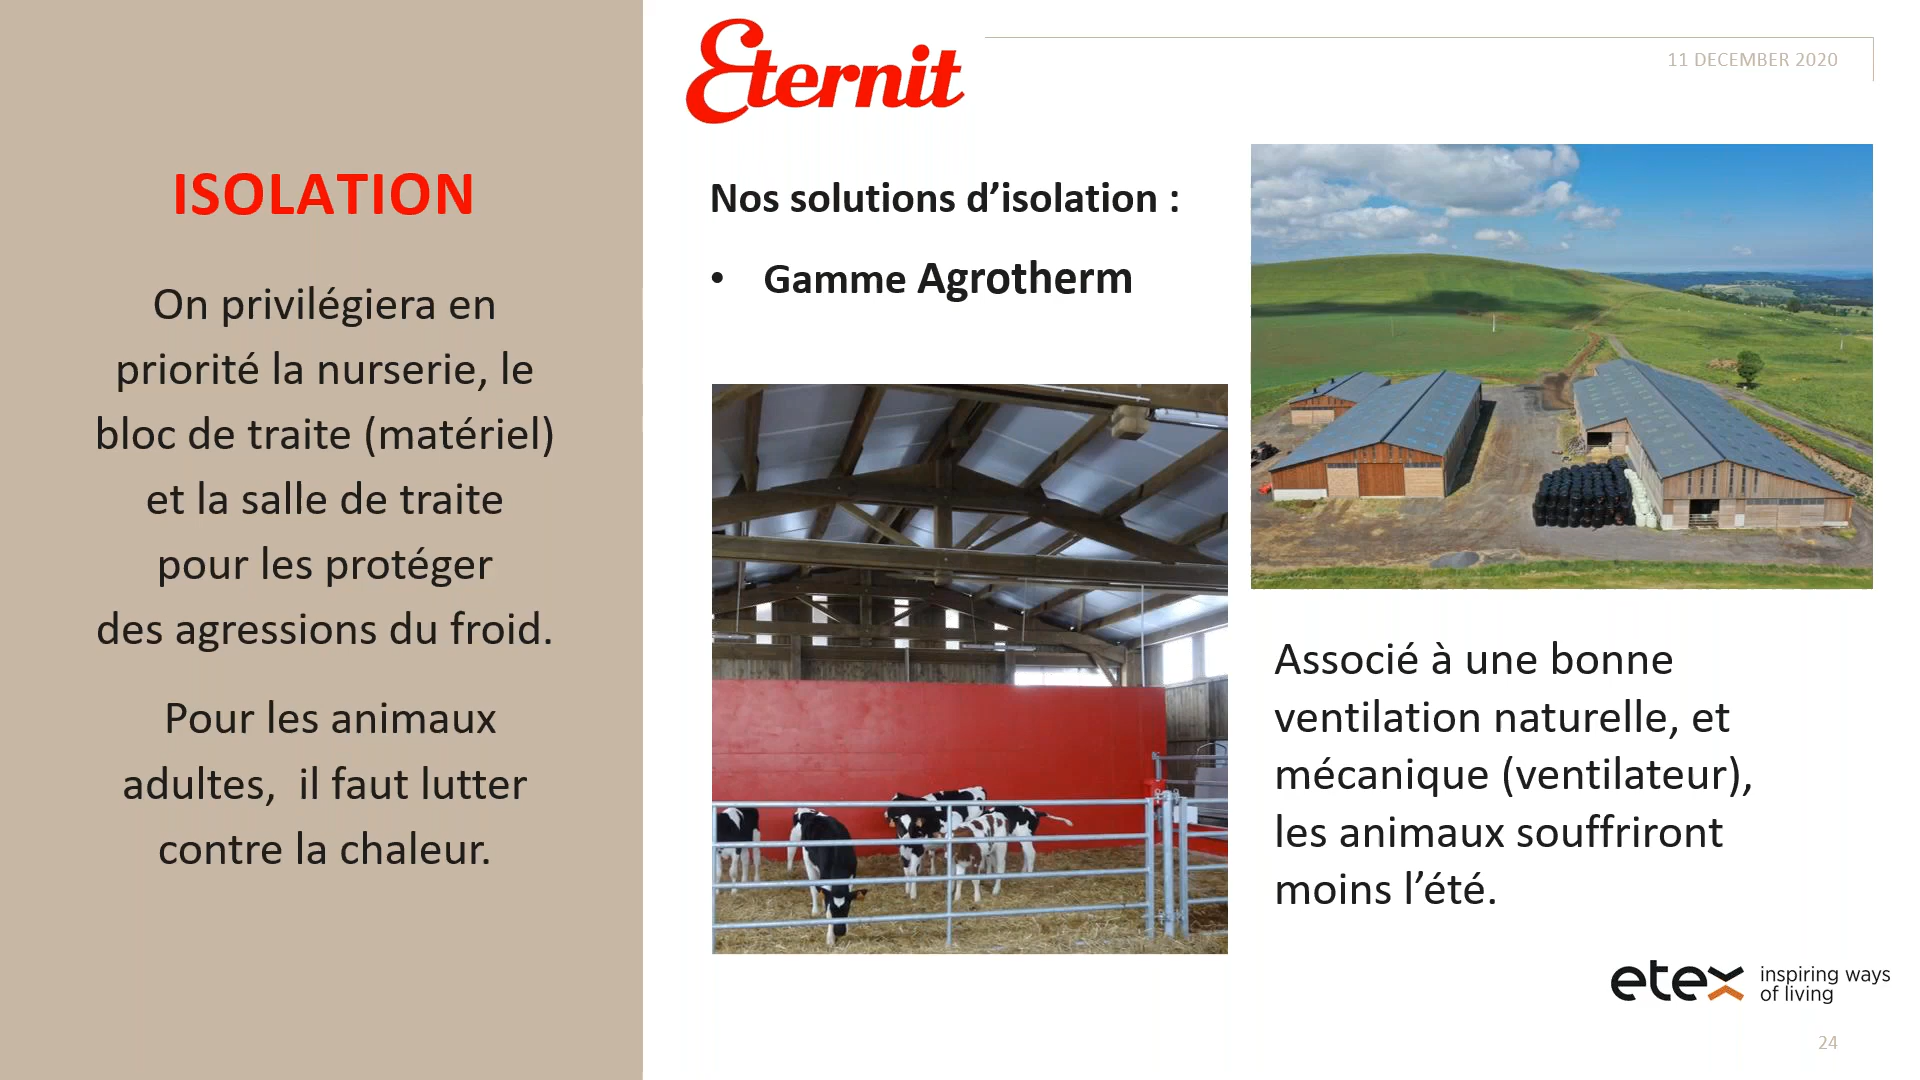 Eternit
11 DECEMBER 2020
ISOLATION
On privilégiera en
priorité la nurserie, le
bloc de traite (matériel)
et la salle de traite
pour les protéger
des agressions du froid.
Pour les animaux
adultes,  il faut lutter
contre la chaleur.
Nos solutions d’isolation :
• Gamme Agrotherm
Associé à une bonne
ventilation naturelle, et
mécanique (ventilateur),
les animaux souffriront
moins l’été.
etex
inspiring ways
of living
24